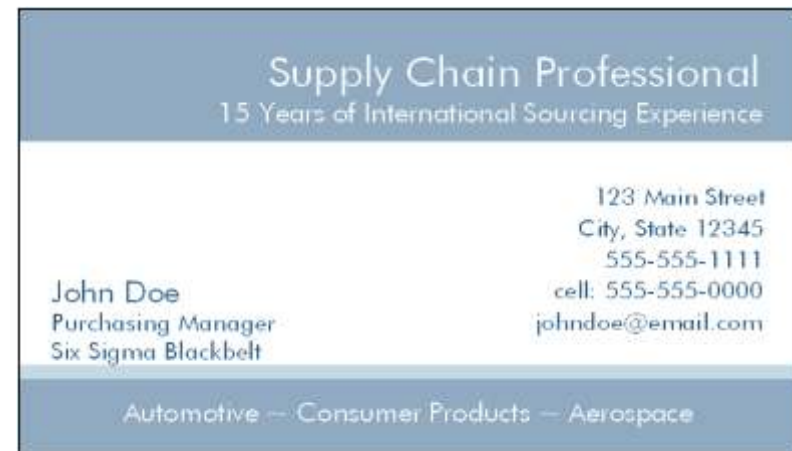 Supply Chain Professional
15 Years of International Sourcing Experience
123 Main Street
City, State 12345
555-555-1111
cell: 555-555-0000
johndoe@email.com
John Doe
Purchasing Manager
Six Sigma Blackbelt
Automotive – Consumer Products – Aerospace